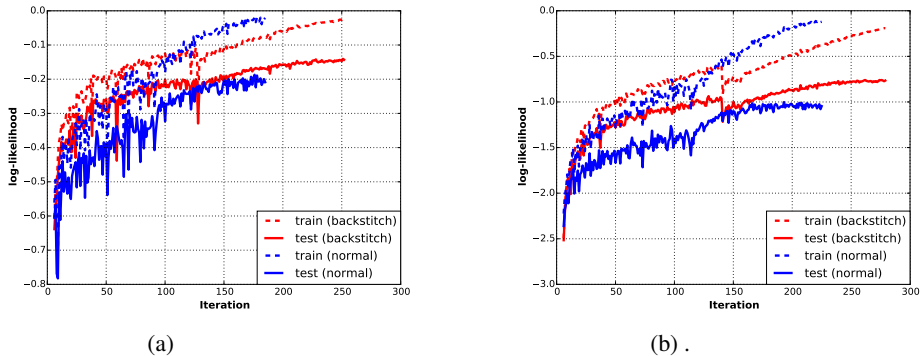 0.0
−0.1
−0.2
−0.3
−0.4
−0.5
−0.6
−0.7
−0.8
log-likelihood
0 50 100 150 200 250 300
Iteration
train (backstitch)
test (backstitch)
train (normal)
test (normal)
(a)
0.0
−0.5
−1.0
−1.5
−2.0
−2.5
−3.0
log-likelihood
0 50 100 150 200 250 300
Iteration
train (backstitch)
test (backstitch)
train (normal)
test (normal)
(b) .